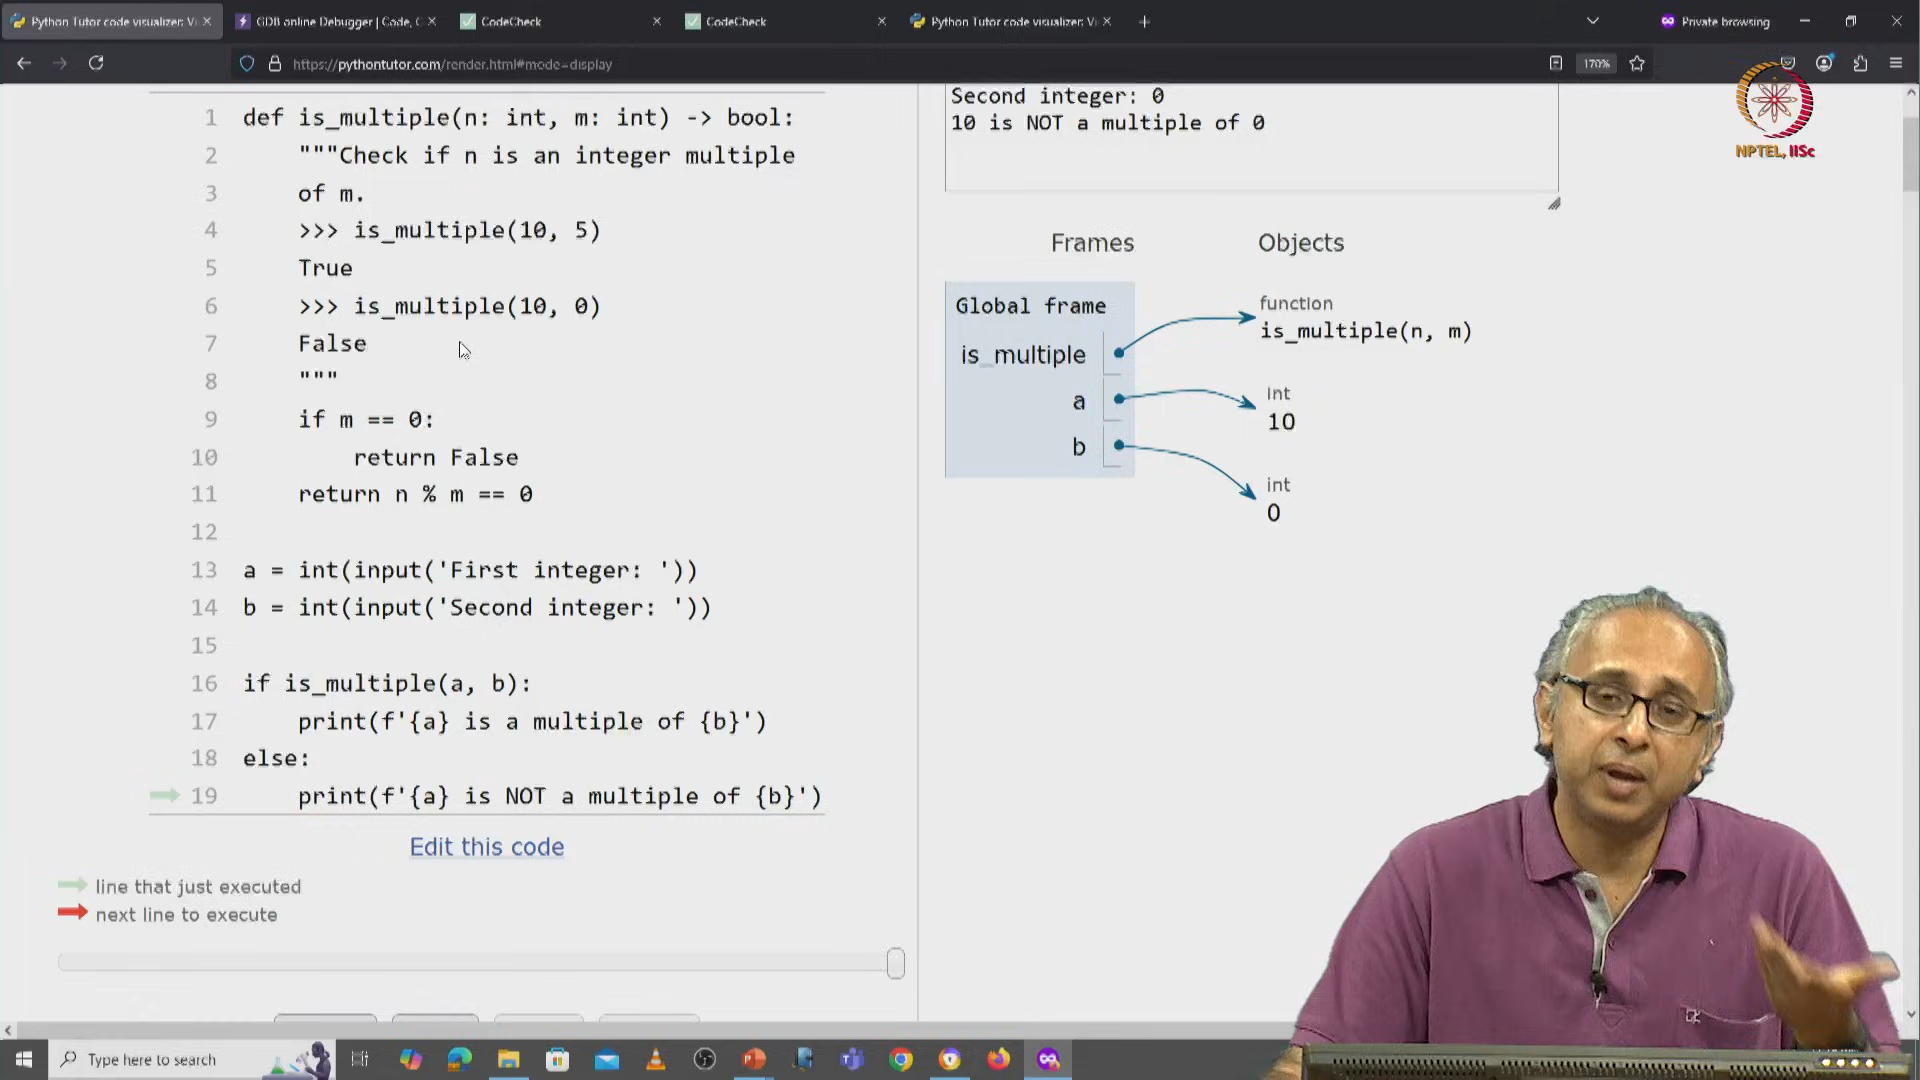 Python Tutor code visualizer: Vi
GDB online Debugger | Code, C
CodeCheck
CodeCheck
Python Tutor code visualizer: Vi
Private browsing
https://pythontutor.com/render.html#mode=display
170%
NPTEL, IISc
1 def is_multiple(n: int, m: int) -> bool:
2 """Check if n is an integer multiple
3 of m.
4 >>> is_multiple(10, 5)
5 True
6 >>> is_multiple(10, 0)
7 False
8 """
9 if m == 0:
10 return False
11 return n % m == 0
12
13 a = int(input('First integer: '))
14 b = int(input('Second integer: '))
15
16 if is_multiple(a, b):
17 print(f'{a} is a multiple of {b}')
18 else:
19 print(f'{a} is NOT a multiple of {b}')
Edit this code
line that just executed
next line to execute
Second integer: 0
10 is NOT a multiple of 0
Frames
Objects
Global frame
is_multiple
a
b
function
is_multiple(n, m)
int
10
int
0
Type here to search